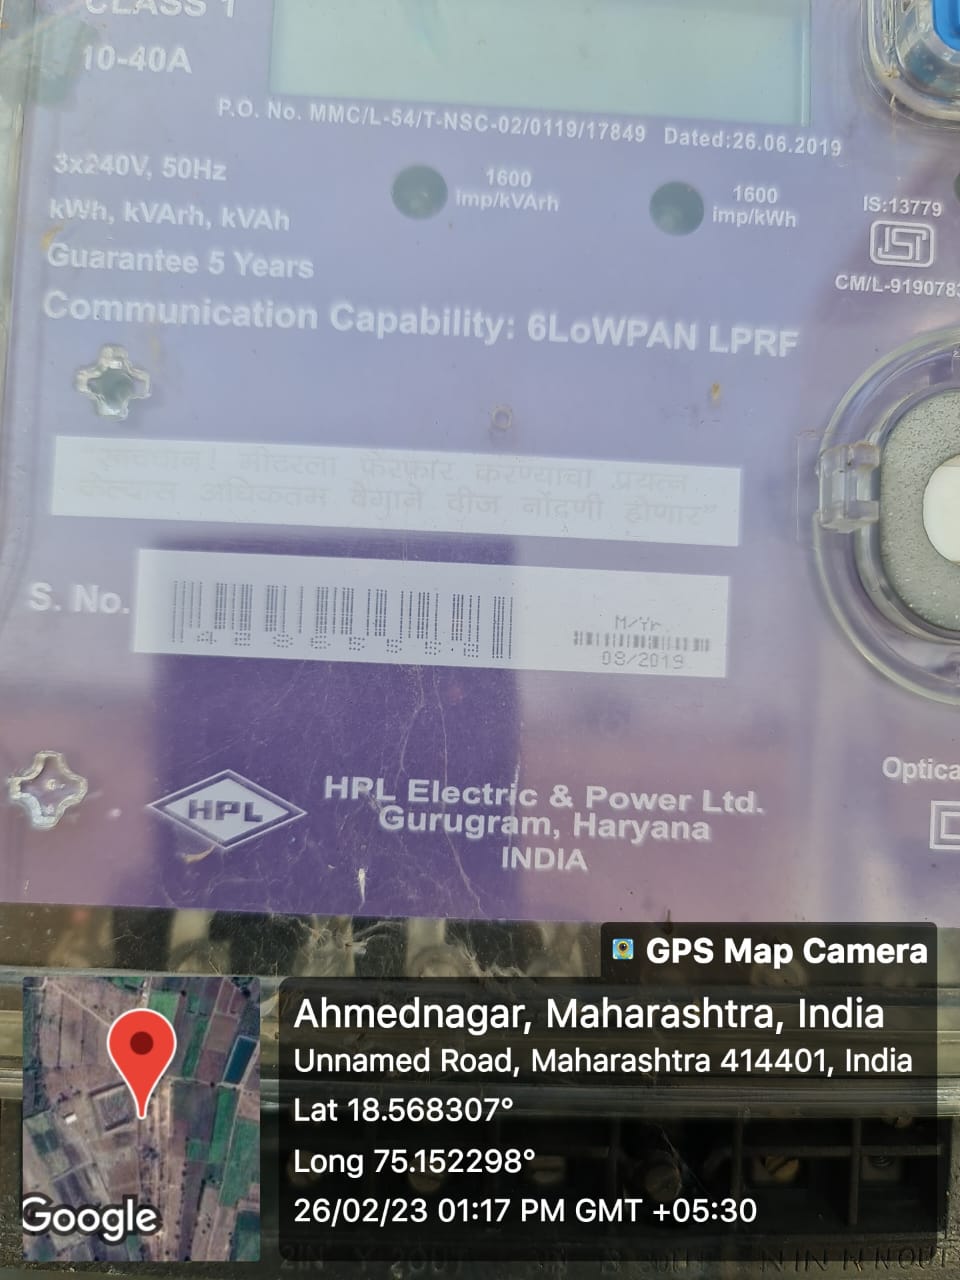 CLASS 1
10-40A
P.O. No. MMC/L-54/T-NSC-02/0119/17849 Dated:26.06.2019
3x240V, 50Hz
kWh, kVArh, kVAh
Guarantee 5 Years
1600
imp/kVArh
1600
imp/kWh
IS:13779
ISI
CM/L-9190783
Communication Capability: 6LoWPAN LPRF
सावधान! मीटरला फेरफार करण्याचा प्रयत्न
केल्यास अधिकतम वेगाने वीज नोंदणी होणार"
S. No.
M/Yr
08/2019
HPL
HPL Electric & Power Ltd.
Gurugram, Haryana
INDIA
Optica
GPS Map Camera
Ahmednagar, Maharashtra, India
Unnamed Road, Maharashtra 414401, India
Lat 18.568307°
Long 75.152298°
26/02/23 01:17 PM GMT +05:30
Google